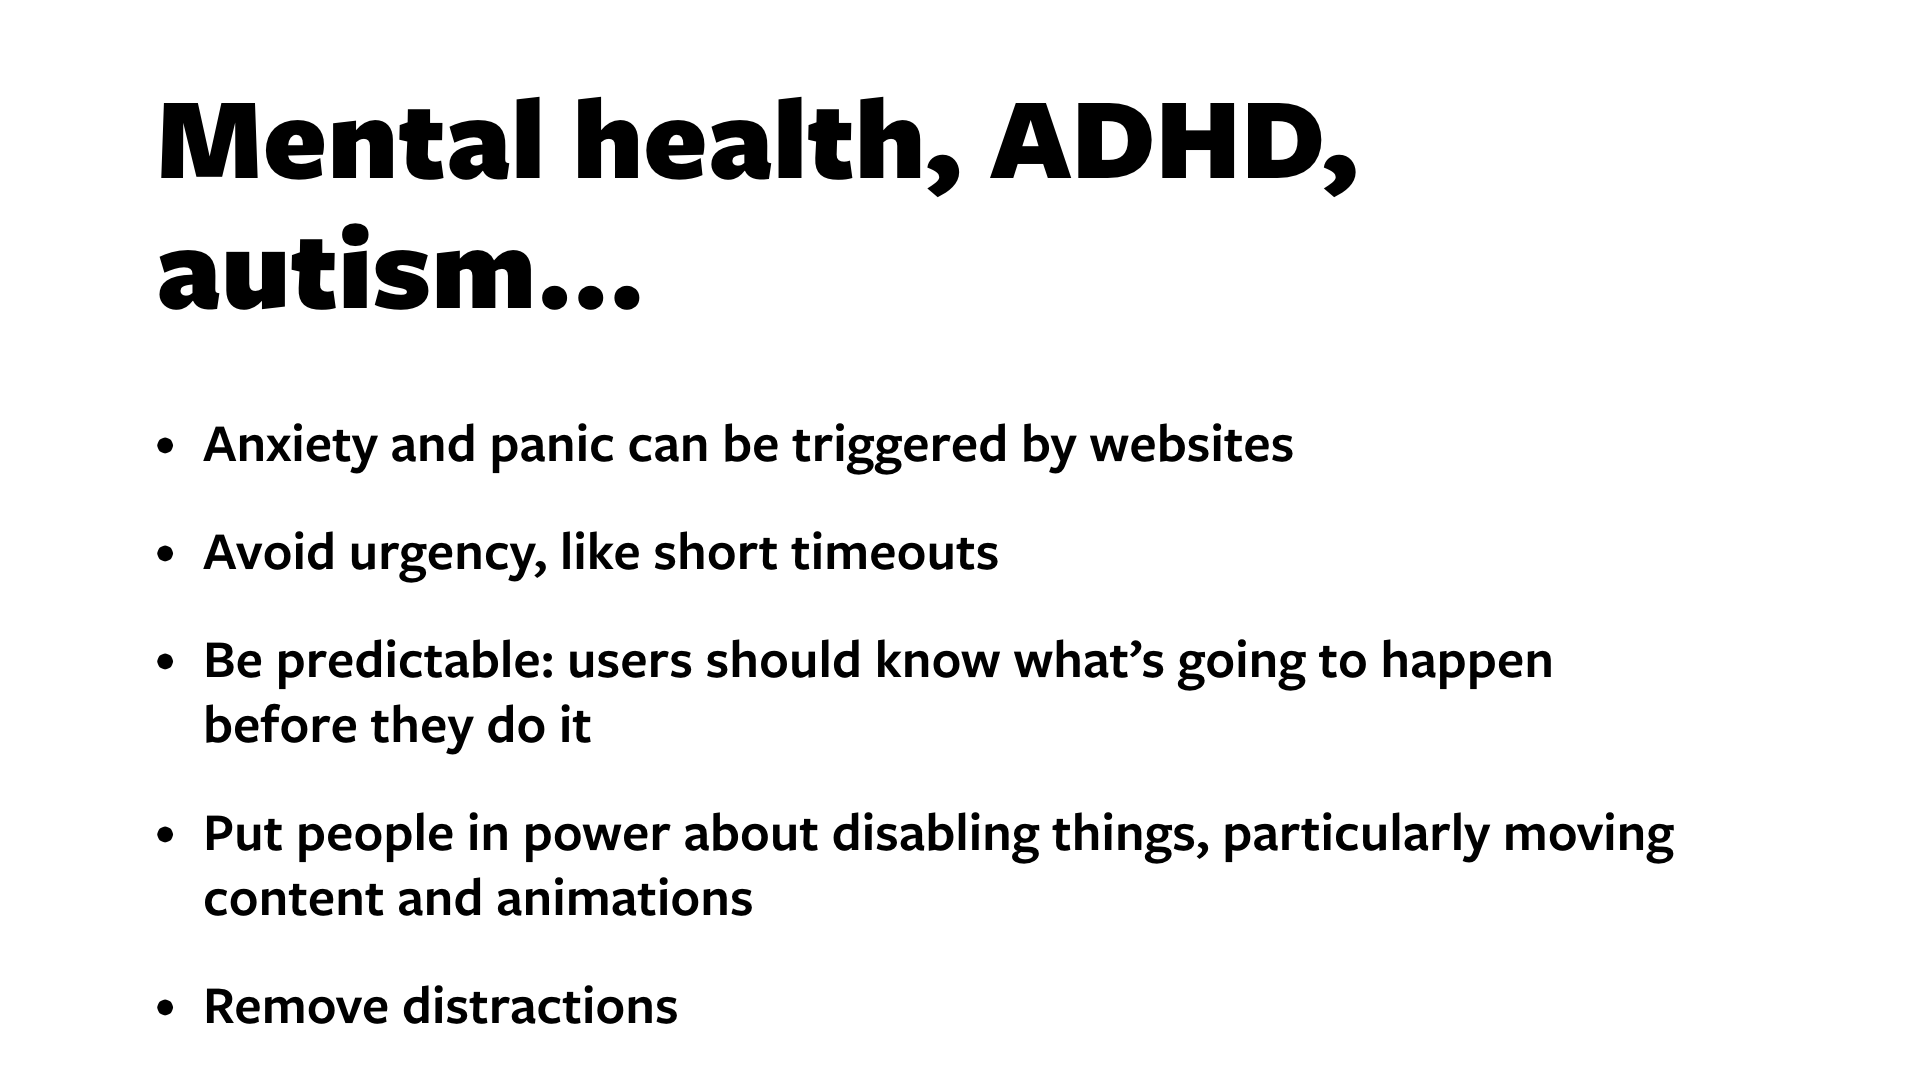 Mental health, ADHD,
autism…
• Anxiety and panic can be triggered by websites
• Avoid urgency, like short timeouts
• Be predictable: users should know what’s going to happen
before they do it
• Put people in power about disabling things, particularly moving
content and animations
• Remove distractions